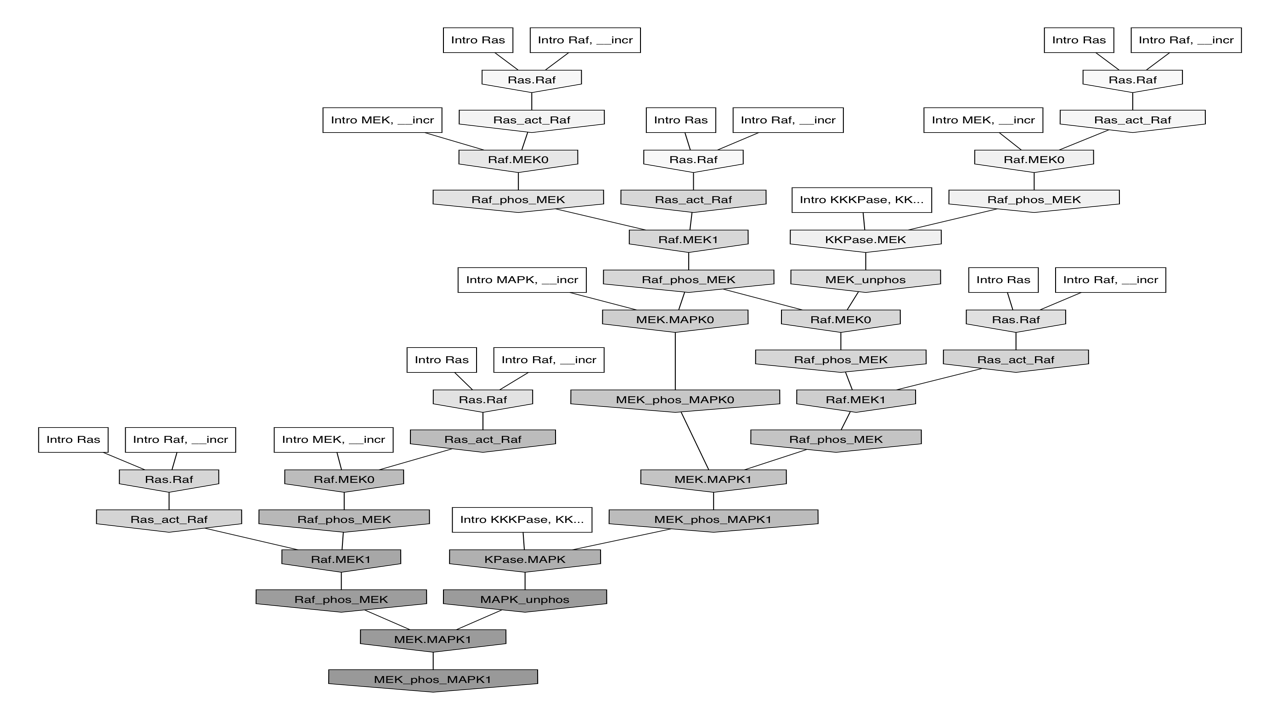 Intro Ras
Intro Raf, __incr
Intro Ras
Intro Raf, __incr
Ras.Raf
Ras.Raf
Intro MEK, __incr
Ras_act_Raf
Intro Ras
Intro Raf, __incr
Intro MEK, __incr
Ras_act_Raf
Raf.MEK0
Ras.Raf
Raf.MEK0
Raf_phos_MEK
Ras_act_Raf
Intro KKKPase, KK...
Raf_phos_MEK
Raf.MEK1
KKPase.MEK
Intro MAPK, __incr
Raf_phos_MEK
MEK_unphos
Intro Ras
Intro Raf, __incr
MEK.MAPK0
Raf.MEK0
Ras.Raf
Intro Ras
Intro Raf, __incr
Raf_phos_MEK
Ras_act_Raf
Ras.Raf
MEK_phos_MAPK0
Raf.MEK1
Intro Ras
Intro Raf, __incr
Intro MEK, __incr
Ras_act_Raf
Raf_phos_MEK
Ras.Raf
Raf.MEK0
MEK.MAPK1
Ras_act_Raf
Raf_phos_MEK
Intro KKKPase, KK...
MEK_phos_MAPK1
Raf.MEK1
KPase.MAPK
Raf_phos_MEK
MAPK_unphos
MEK.MAPK1
MEK_phos_MAPK1